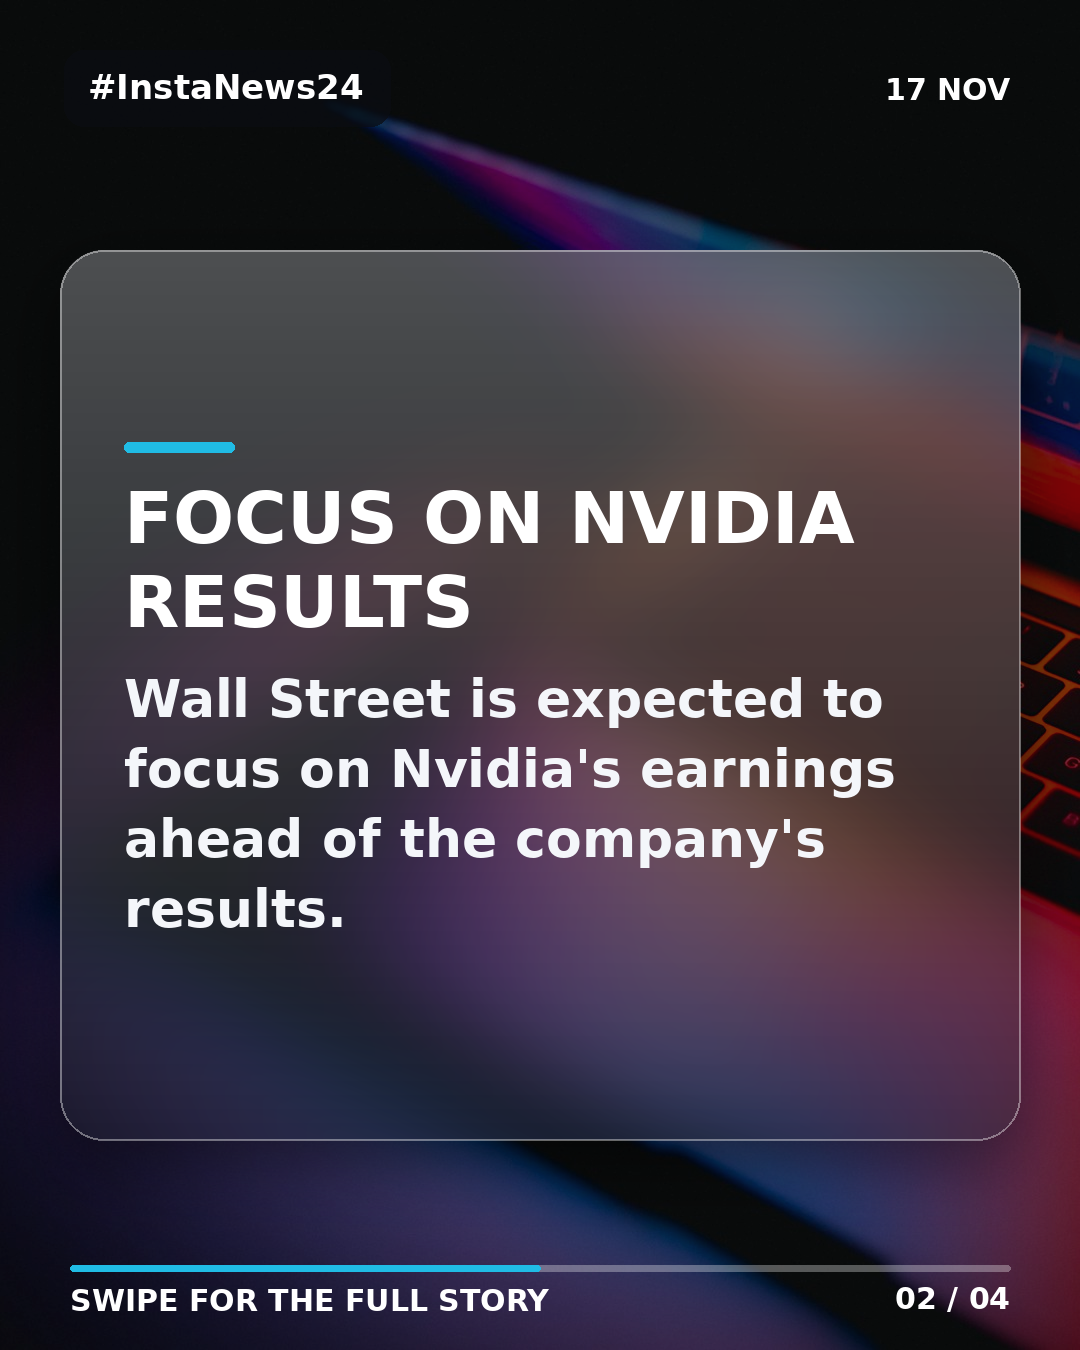 #InstaNews24
17 NOV
FOCUS ON NVIDIA
RESULTS
Wall Street is expected to
focus on Nvidia's earnings
ahead of the company's
results.
SWIPE FOR THE FULL STORY
02 / 04